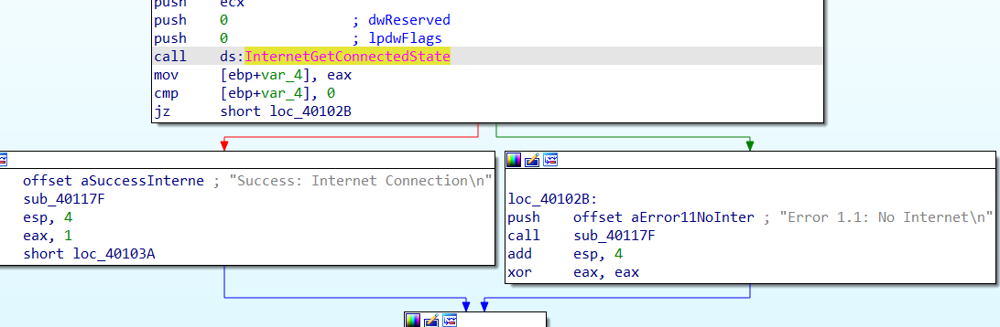 push ecx
push 0 ; dwReserved
push 0 ; lpdwFlags
call ds:InternetGetConnectedState
mov [ebp+var_4], eax
cmp [ebp+var_4], 0
jz short loc_40102B
offset aSuccessInterne ; "Success: Internet Connection\n"
sub_40117F
esp, 4
eax, 1
short loc_40103A
loc_40102B:
push offset aError11NoInter ; "Error 1.1: No Internet\n"
call sub_40117F
add esp, 4
xor eax, eax